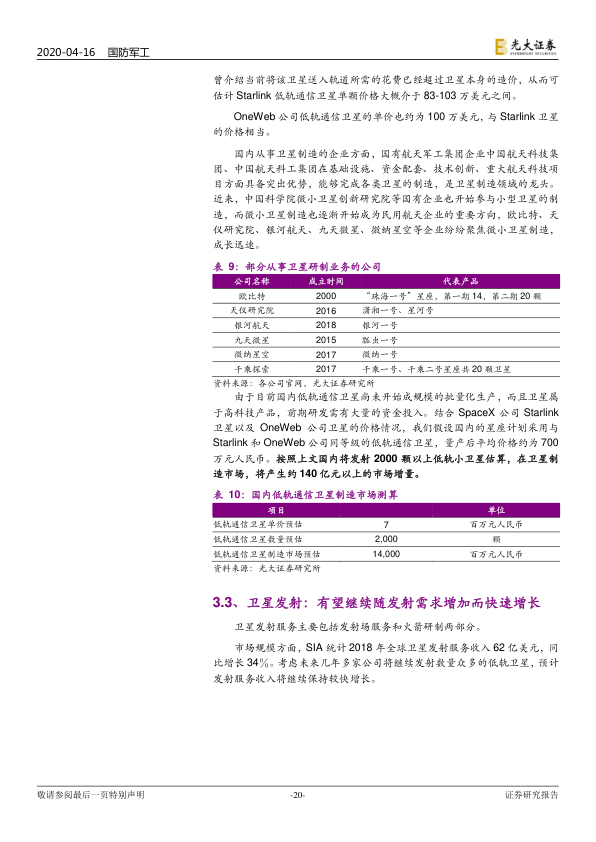 2020-04-16 国防军工
光大证券
EVERBRIGHT SECURITIES
曾介绍当前将该卫星送入轨道所需的花费已经超过卫星本身的造价，从而可
估计 Starlink 低轨通信卫星单颗价格大概介于 83-103 万美元之间。
OneWeb 公司低轨通信卫星的单价也约为 100 万美元，与 Starlink 卫星
的价格相当。
国内从事卫星制造的企业方面，国有航天军工集团企业中国航天科技集
团、中国航天科工集团在基础设施、资金配套、技术创新、重大航天科技项
目方面具备突出优势，能够完成各类卫星的制造，是卫星制造领域的龙头。
近来，中国科学院微小卫星创新研究院等国有企业也开始参与小型卫星的制
造，而微小卫星制造也逐渐开始成为民用航天企业的重要方向，欧比特、天
仪研究院、银河航天、九天微星、微纳星空等企业纷纷聚焦微小卫星制造，
成长迅速。
表 9：部分从事卫星研制业务的公司
公司名称 成立时间 代表产品
欧比特 2000 “珠海一号”星座，第一期 14，第二期 20 颗
天仪研究院 2016 潇湘一号、星河号
银河航天 2018 银河一号
九天微星 2015 瓢虫一号
微纳星空 2017 微纳一号
千乘探索 2017 千乘一号、千乘二号星座共 20 颗卫星
资料来源：各公司官网，光大证券研究所
由于目前国内低轨通信卫星尚未开始成规模的批量化生产，而且卫星属
于高科技产品，前期研发需有大量的资金投入。结合 SpaceX 公司 Starlink
卫星以及 OneWeb 公司卫星的价格情况，我们假设国内的星座计划采用与
Starlink 和 OneWeb 公司同等级的低轨通信卫星，量产后平均价格约为 700
万元人民币。按照上文国内将发射 2000 颗以上低轨小卫星估算，在卫星制
造市场，将产生约 140 亿元以上的市场增量。
表 10：国内低轨通信卫星制造市场测算
项目 单位
低轨通信卫星单价预估 7 百万元人民币
低轨通信卫星数量预估 2,000 颗
低轨通信卫星制造市场预估 14,000 百万元人民币
资料来源：光大证券研究所
3.3、卫星发射：有望继续随发射需求增加而快速增长
卫星发射服务主要包括发射场服务和火箭研制两部分。
市场规模方面，SIA 统计 2018 年全球卫星发射服务收入 62 亿美元，同
比增长 34%。考虑未来几年多家公司将继续发射数量众多的低轨卫星，预计
发射服务收入将继续保持较快增长。
敬请参阅最后一页特别声明 -20- 证券研究报告